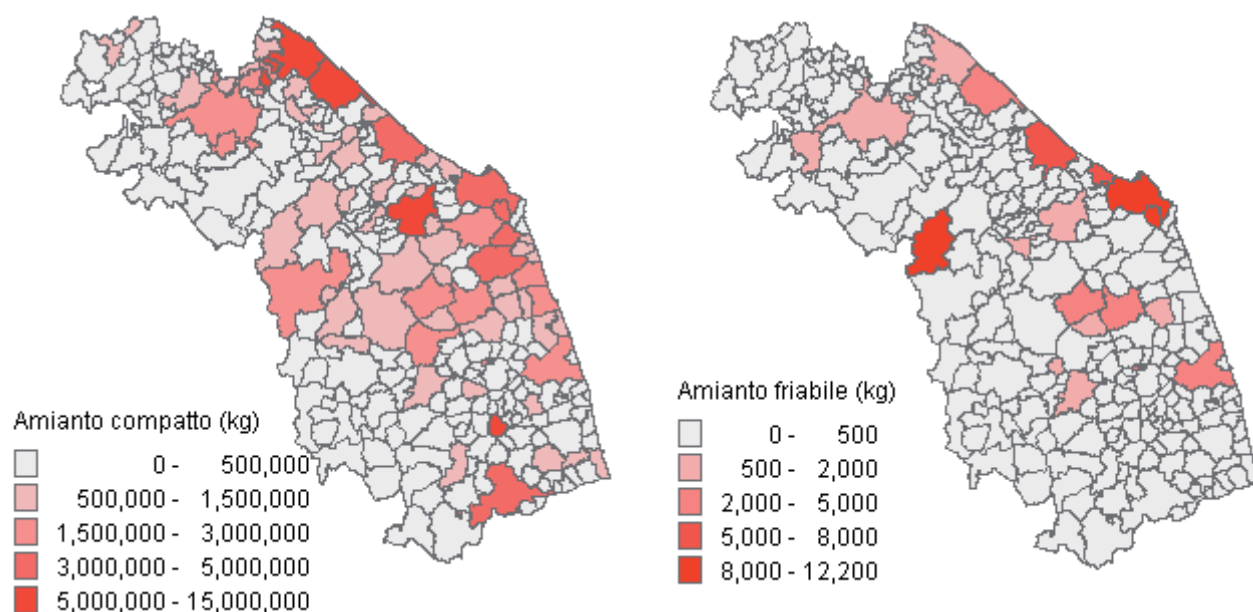 Amianto compatto (kg)
0 - 500,000
500,000 - 1,500,000
1,500,000 - 3,000,000
3,000,000 - 5,000,000
5,000,000 - 15,000,000
Amianto friabile (kg)
0 - 500
500 - 2,000
2,000 - 5,000
5,000 - 8,000
8,000 - 12,200